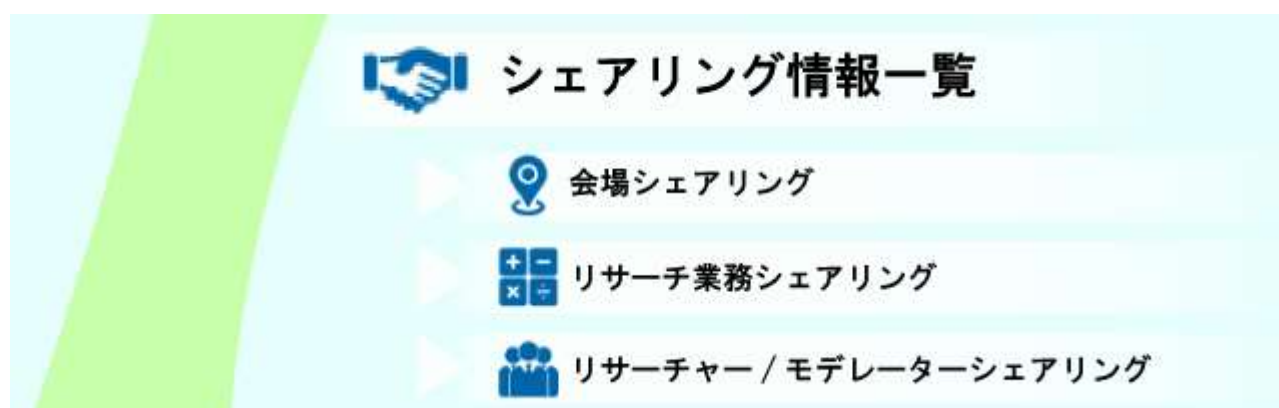 シェアリング情報一覧
会場シェアリング
リサーチ業務シェアリング
リサーチャー / モデレーターシェアリング